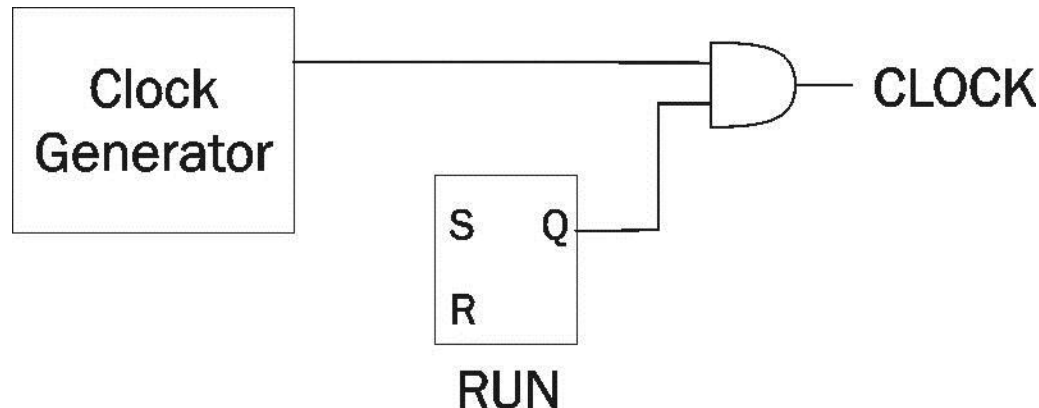 Clock
Generator
CLOCK
S Q
R
RUN